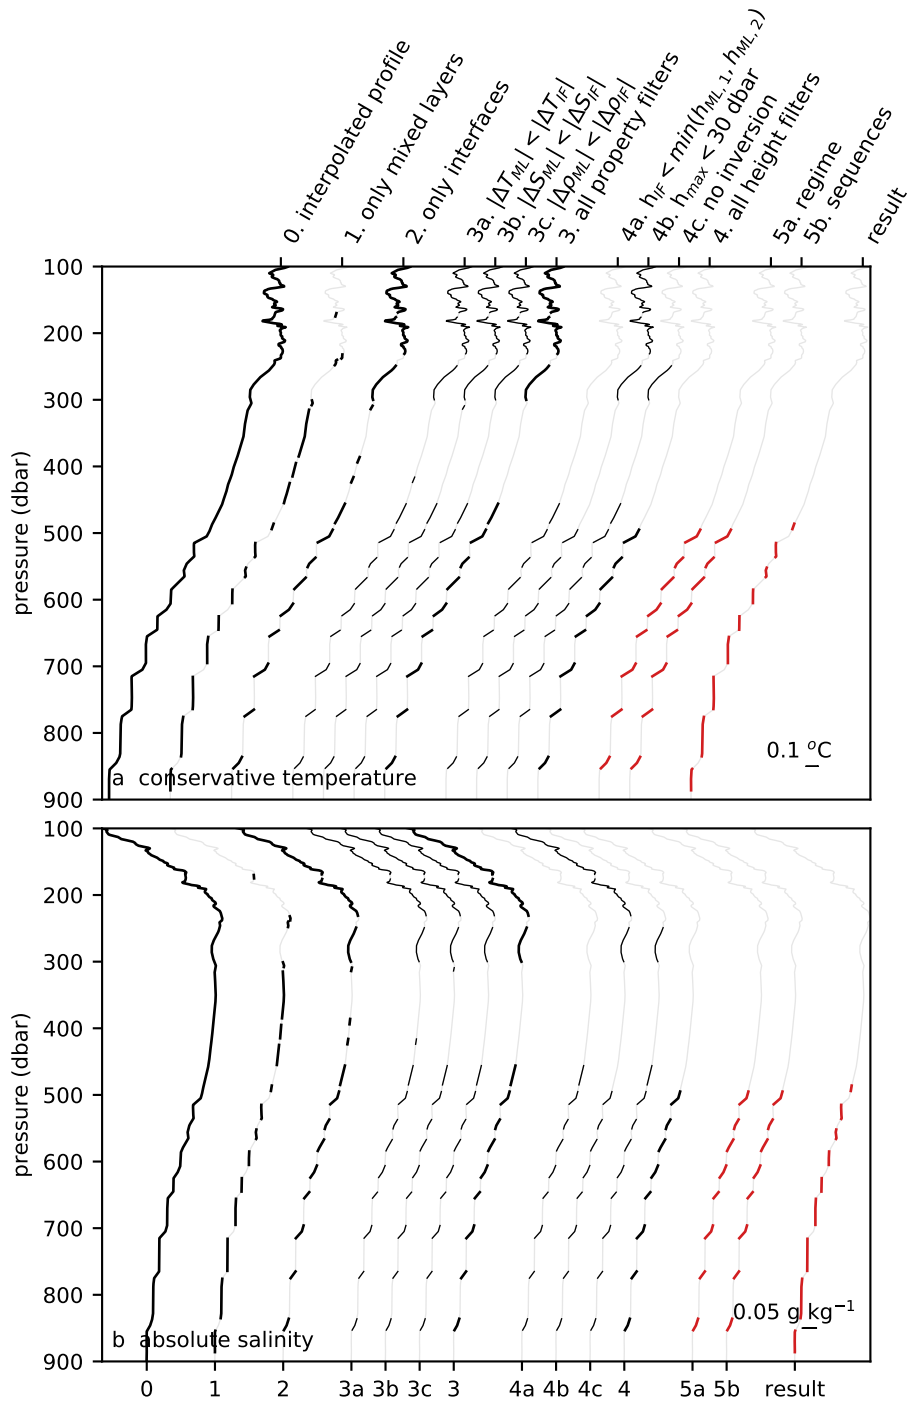 0. interpolated profile
1. only mixed layers
2. only interfaces
3a. |ΔT_ML| < |ΔT_IF|
3b. |ΔS_ML| < |ΔS_IF|
3c. |Δρ_ML| < |Δρ_IF|
3. all property filters
4a. h_IF < min(h_ML, 1, h_ML, 2)
4b. h_max < 30 dbar
4c. no inversion
4. all height filters
5a. regime
5b. sequences
result
100
200
300
400
500
600
700
800
900
pressure (dbar)
0.1 °C
a conservative temperature
100
200
300
400
500
600
700
800
900
pressure (dbar)
0.05 g kg⁻¹
b absolute salinity
0 1 2 3a 3b 3c 3 4a 4b 4c 4 5a 5b result